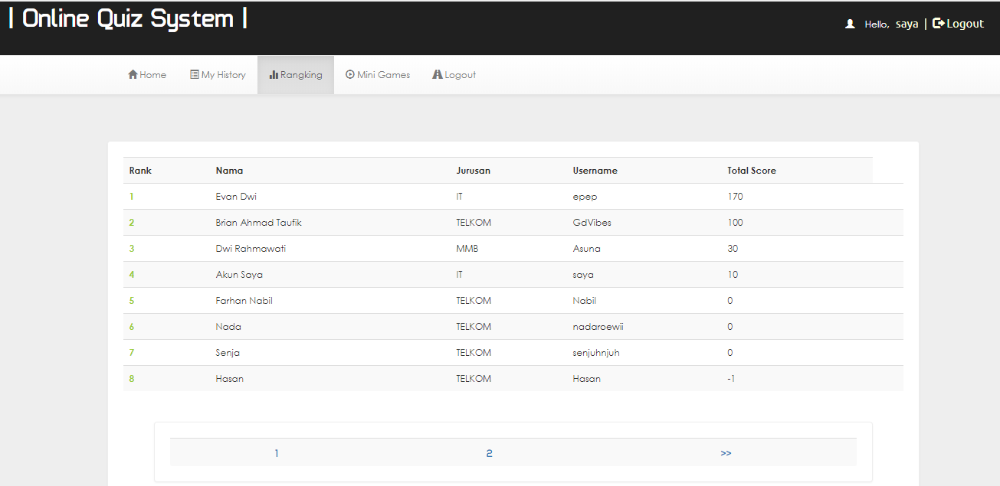 | Online Quiz System |
Hello, saya | Logout
Home My History Rangking Mini Games Logout
Rank Nama Jurusan Username Total Score
1 Evan Dwi IT epep 170
2 Brian Ahmad Taufik TELKOM GdVibes 100
3 Dwi Rahmawati MMB Asuna 30
4 Akun Saya IT saya 10
5 Farhan Nabil TELKOM Nabil 0
6 Nada TELKOM nadaroewii 0
7 Senja TELKOM senjuhnjuh 0
8 Hasan TELKOM Hasan -1
1 2 >>